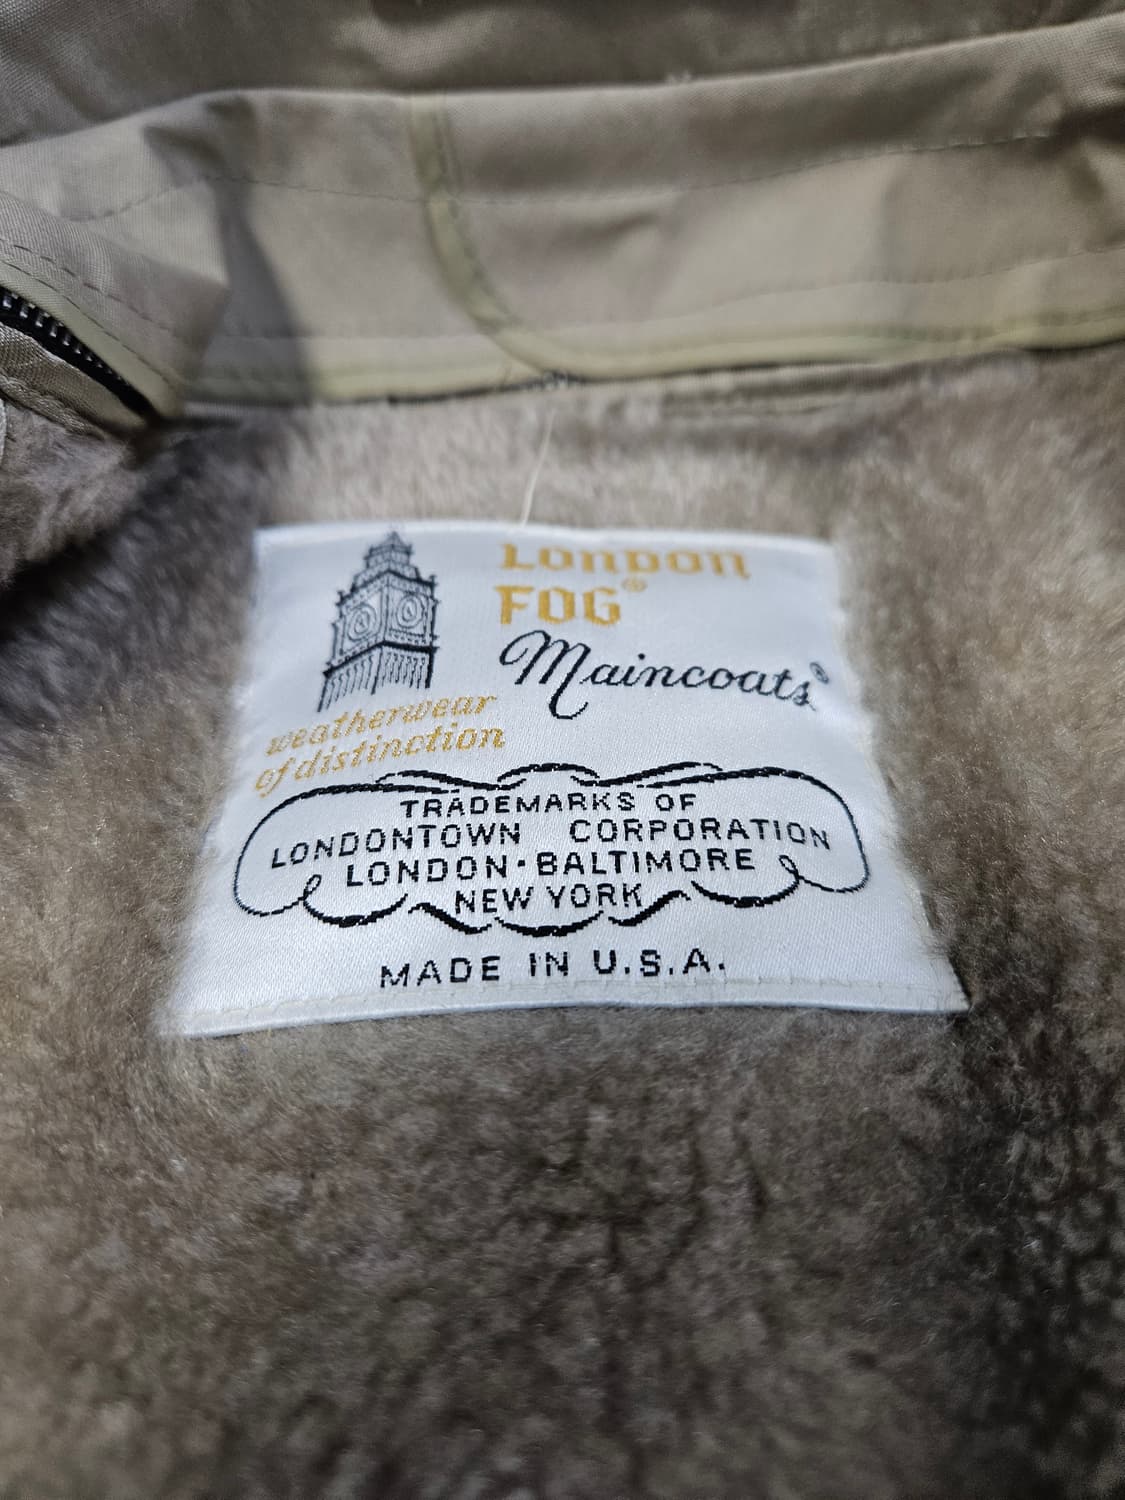 London
FOG®
Maincoats®
weatherwear
of distinction
TRADEMARKS OF
LONDONTOWN CORPORATION
LONDON·BALTIMORE
NEW YORK
MADE IN U.S.A.